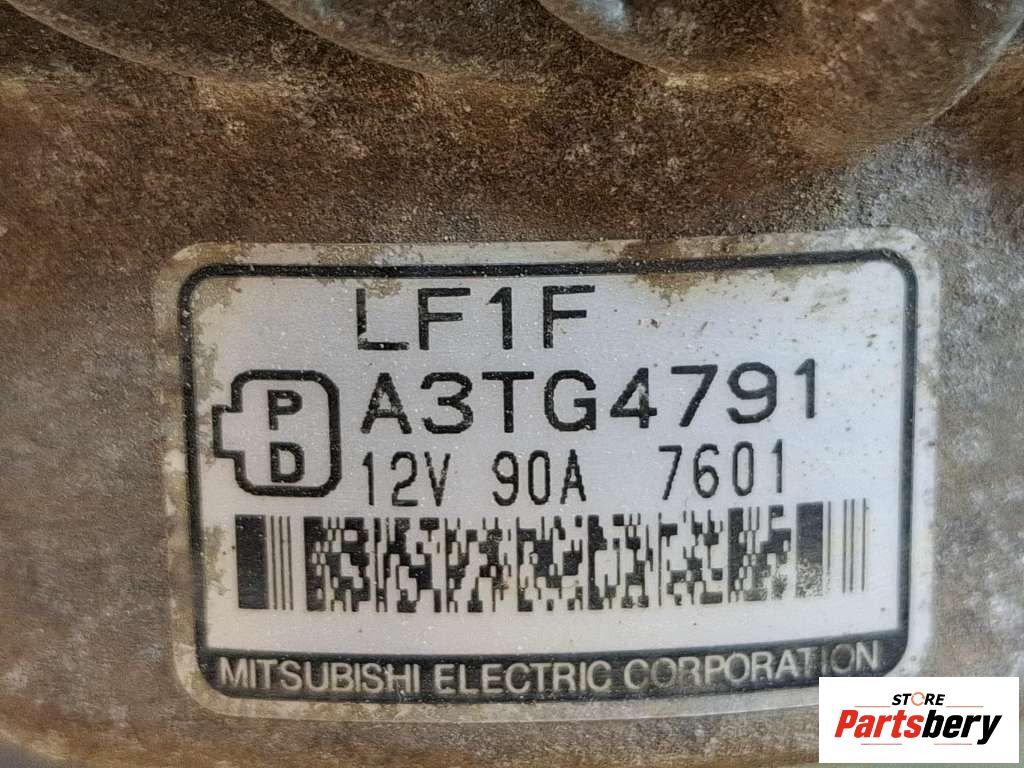 LF1F
P
D
A3TG4791
12V 90A 7601
MITSUBISHI ELECTRIC CORPORATION
STORE
Partsbery